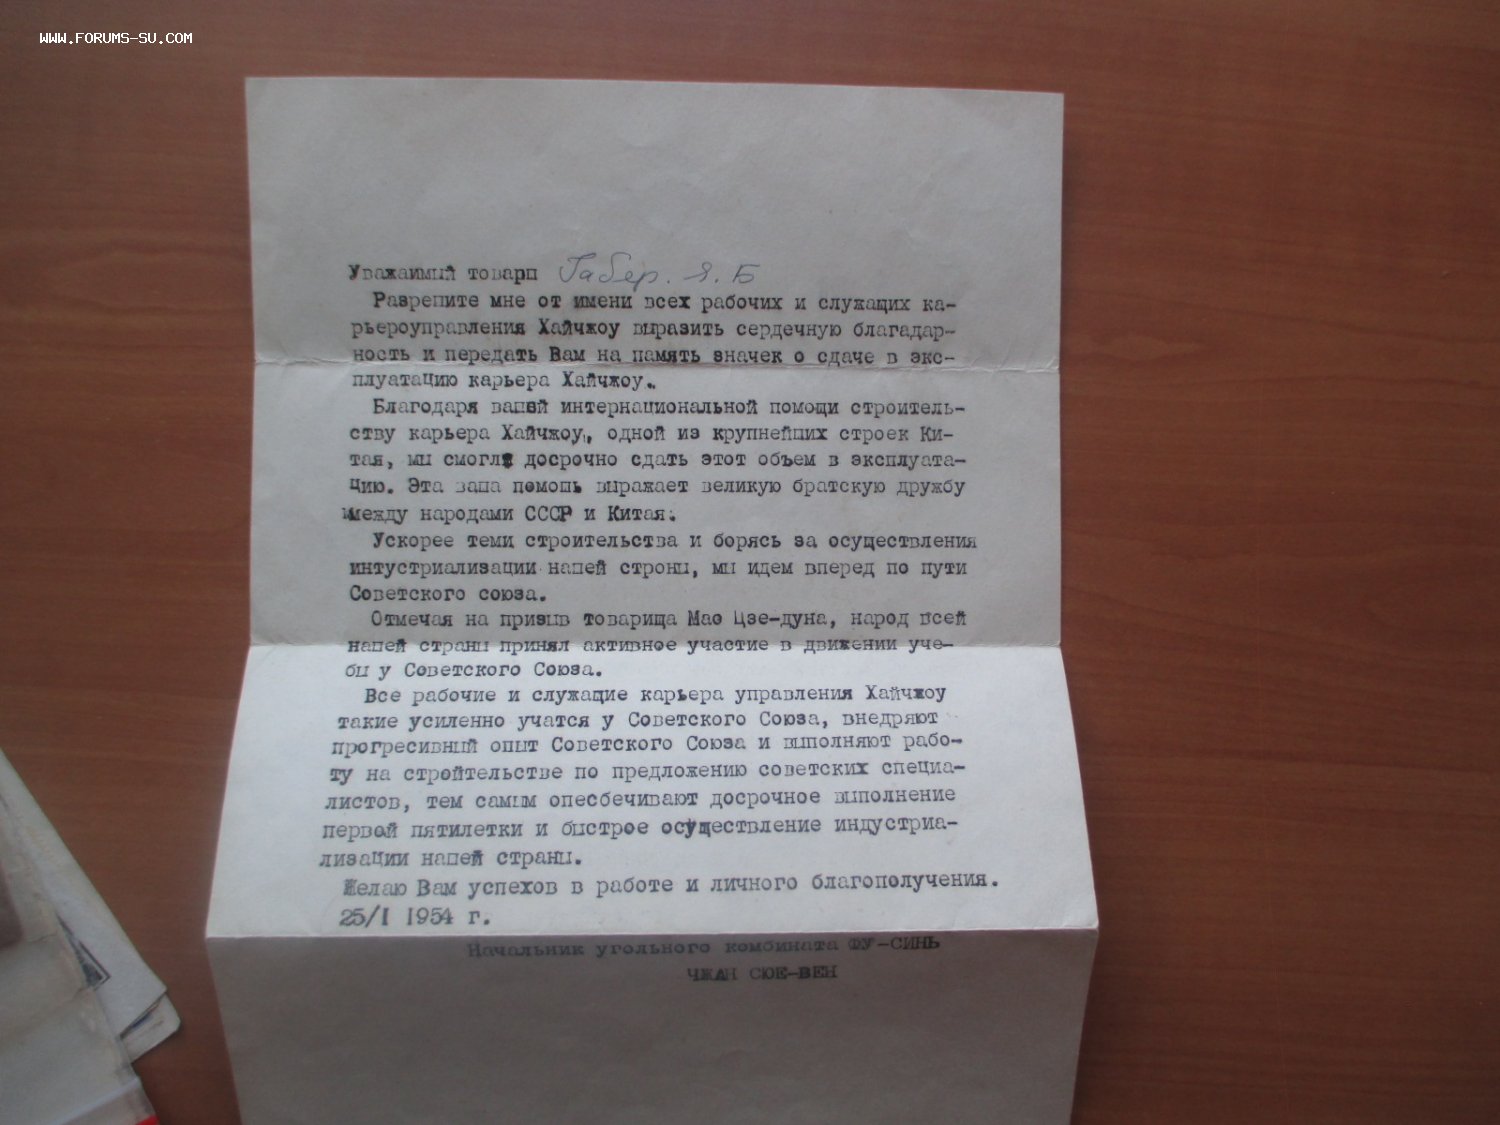 WWW.FORUMS-SU.COM
Уважаимый товарщ Габер. Я. Б
Разрешите мне от имени всех рабочих и служащих ка-
рьероуправления Хайчжоу выразить сердечную благадар-
ность и передать Вам на память значек о сдаче в экс-
плуатацию карьера Хайчжоу.
Благодаря вашей интернациональной помощи строитель-
ству карьера Хайчжоу, одной из крупнейших строек Ки-
тая, мы смогли досрочно сдать этот объем в эксплуата-
цию. Эта ваша помощь выражает великую братскую дружбу
между народами СССР и Китая.
Ускорее темы строительства и борясь за осуществления
интустриализации нашей строны, мы идем вперед по пути
Советского союза.
Отмечая на призыв товарища Мао Цзе-дуна, народ всей
нашей страны принял активное участие в движении уче-
бы у Советского Союза.
Все рабочие и служащие карьера управления Хайчжоу
такие усиленно учатся у Советского Союза, внедряют
прогресивный опыт Советского Союза и выполняют рабо-
ту на стройтельстве по предложению советских специа-
листов, тем самым опесбечивают досрочное выполнение
первой пятилетки и быстрое осуществление индустриа-
лизации нашей страны.
Желаю Вам успехов в работе и личного благополучения.
25/I 1954 г.
Начальник угольного комбината ФУ-СИНЬ
ЧЖАН СЮЕ-ВЕН